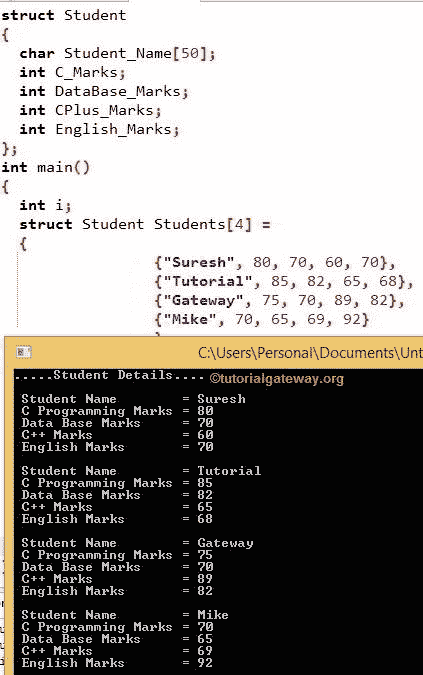 struct Student
{
char Student_Name[50];
int C_Marks;
int DataBase_Marks;
int CPlus_Marks;
int English_Marks;
};
int main()
{
int i;
struct Student Students[4] =
{
{"Suresh", 80, 70, 60, 70},
{"Tutorial", 85, 82, 65, 68},
{"Gateway", 75, 70, 89, 82},
{"Mike", 70, 65, 69, 92}
C:\Users\Personal\Documents\Unt
.....Student Details.... ©tutorialgateway.org
Student Name = Suresh
C Programming Marks = 80
Data Base Marks = 70
C++ Marks = 60
English Marks = 70
Student Name = Tutorial
C Programming Marks = 85
Data Base Marks = 82
C++ Marks = 65
English Marks = 68
Student Name = Gateway
C Programming Marks = 75
Data Base Marks = 70
C++ Marks = 89
English Marks = 82
Student Name = Mike
C Programming Marks = 70
Data Base Marks = 65
C++ Marks = 69
English Marks = 92